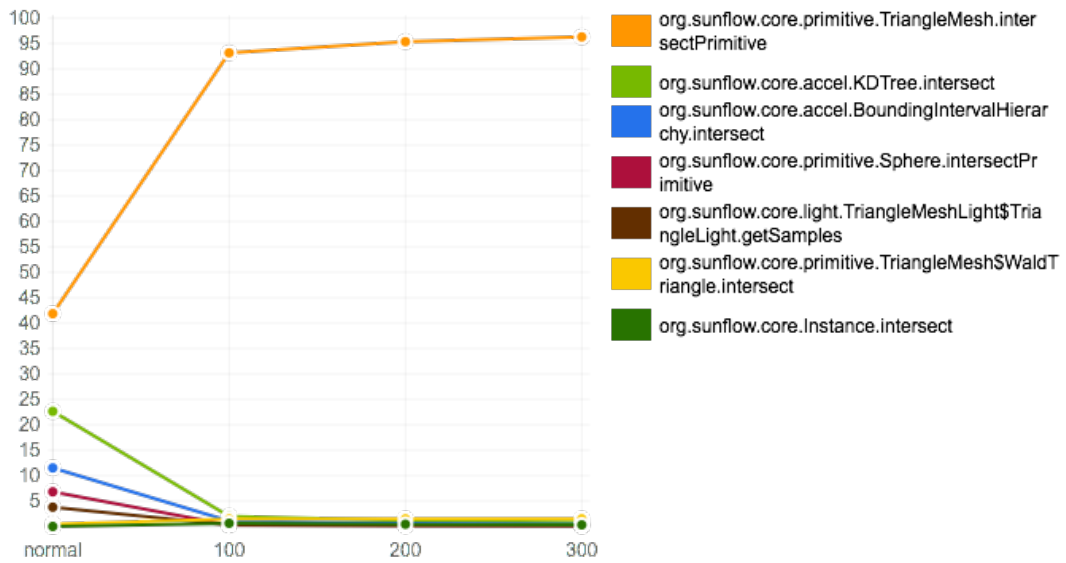 100
95
90
85
80
75
70
65
60
55
50
45
40
35
30
25
20
15
10
5
normal 100 200 300
org.sunflow.core.primitive.TriangleMesh.inter
sectPrimitive
org.sunflow.core.accel.KDTree.intersect
org.sunflow.core.accel.BoundingIntervalHierar
chy.intersect
org.sunflow.core.primitive.Sphere.intersectPr
imitive
org.sunflow.core.light.TriangleMeshLight$Tria
ngleLight.getSamples
org.sunflow.core.primitive.TriangleMesh$WaldT
riangle.intersect
org.sunflow.core.Instance.intersect